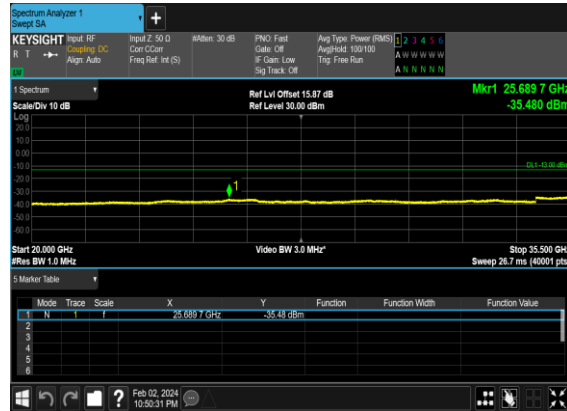 Spectrum Analyzer 1
Swept SA
+
KEYSIGHT Input: RF Input Z: 50 Ω #Atten: 30 dB PNO: Fast Avg Type: Power (RMS) 1 2 3 4 5 6
R T Coupling: DC Corr CCorr Gate: Off Avg|Hold: 100/100 A W W W W W
Align: Auto Freq Ref: Int (S) IF Gain: Low Trig: Free Run A N N N N N
Sig Track: Off
1 Spectrum Ref Lvl Offset 15.87 dB Mkr1 25.689 7 GHz
Scale/Div 10 dB Ref Level 30.00 dBm -35.480 dBm
Log
20.0
10.0
0.00
-10.0 DL1 -13.00 dBm
-20.0
-30.0 1
-40.0
-50.0
-60.0
Start 20.000 GHz Video BW 3.0 MHz* Stop 35.500 GHz
#Res BW 1.0 MHz Sweep 26.7 ms (40001 pts
5 Marker Table
Mode Trace Scale X Y Function Function Width Function Value
1 N 1 f 25.689 7 GHz -35.48 dBm
2
3
4
5
6
? Feb 02, 2024
10:50:31 PM